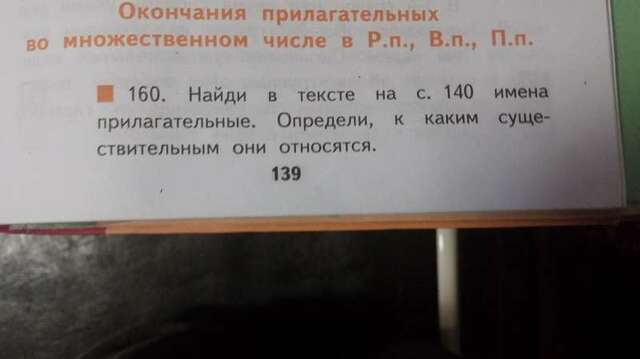 Окончания прилагательных
во множественном числе в Р.п., В.п., П.п.
160. Найди в тексте на с. 140 имена
прилагательные. Определи, к каким суще-
ствительным они относятся.
139